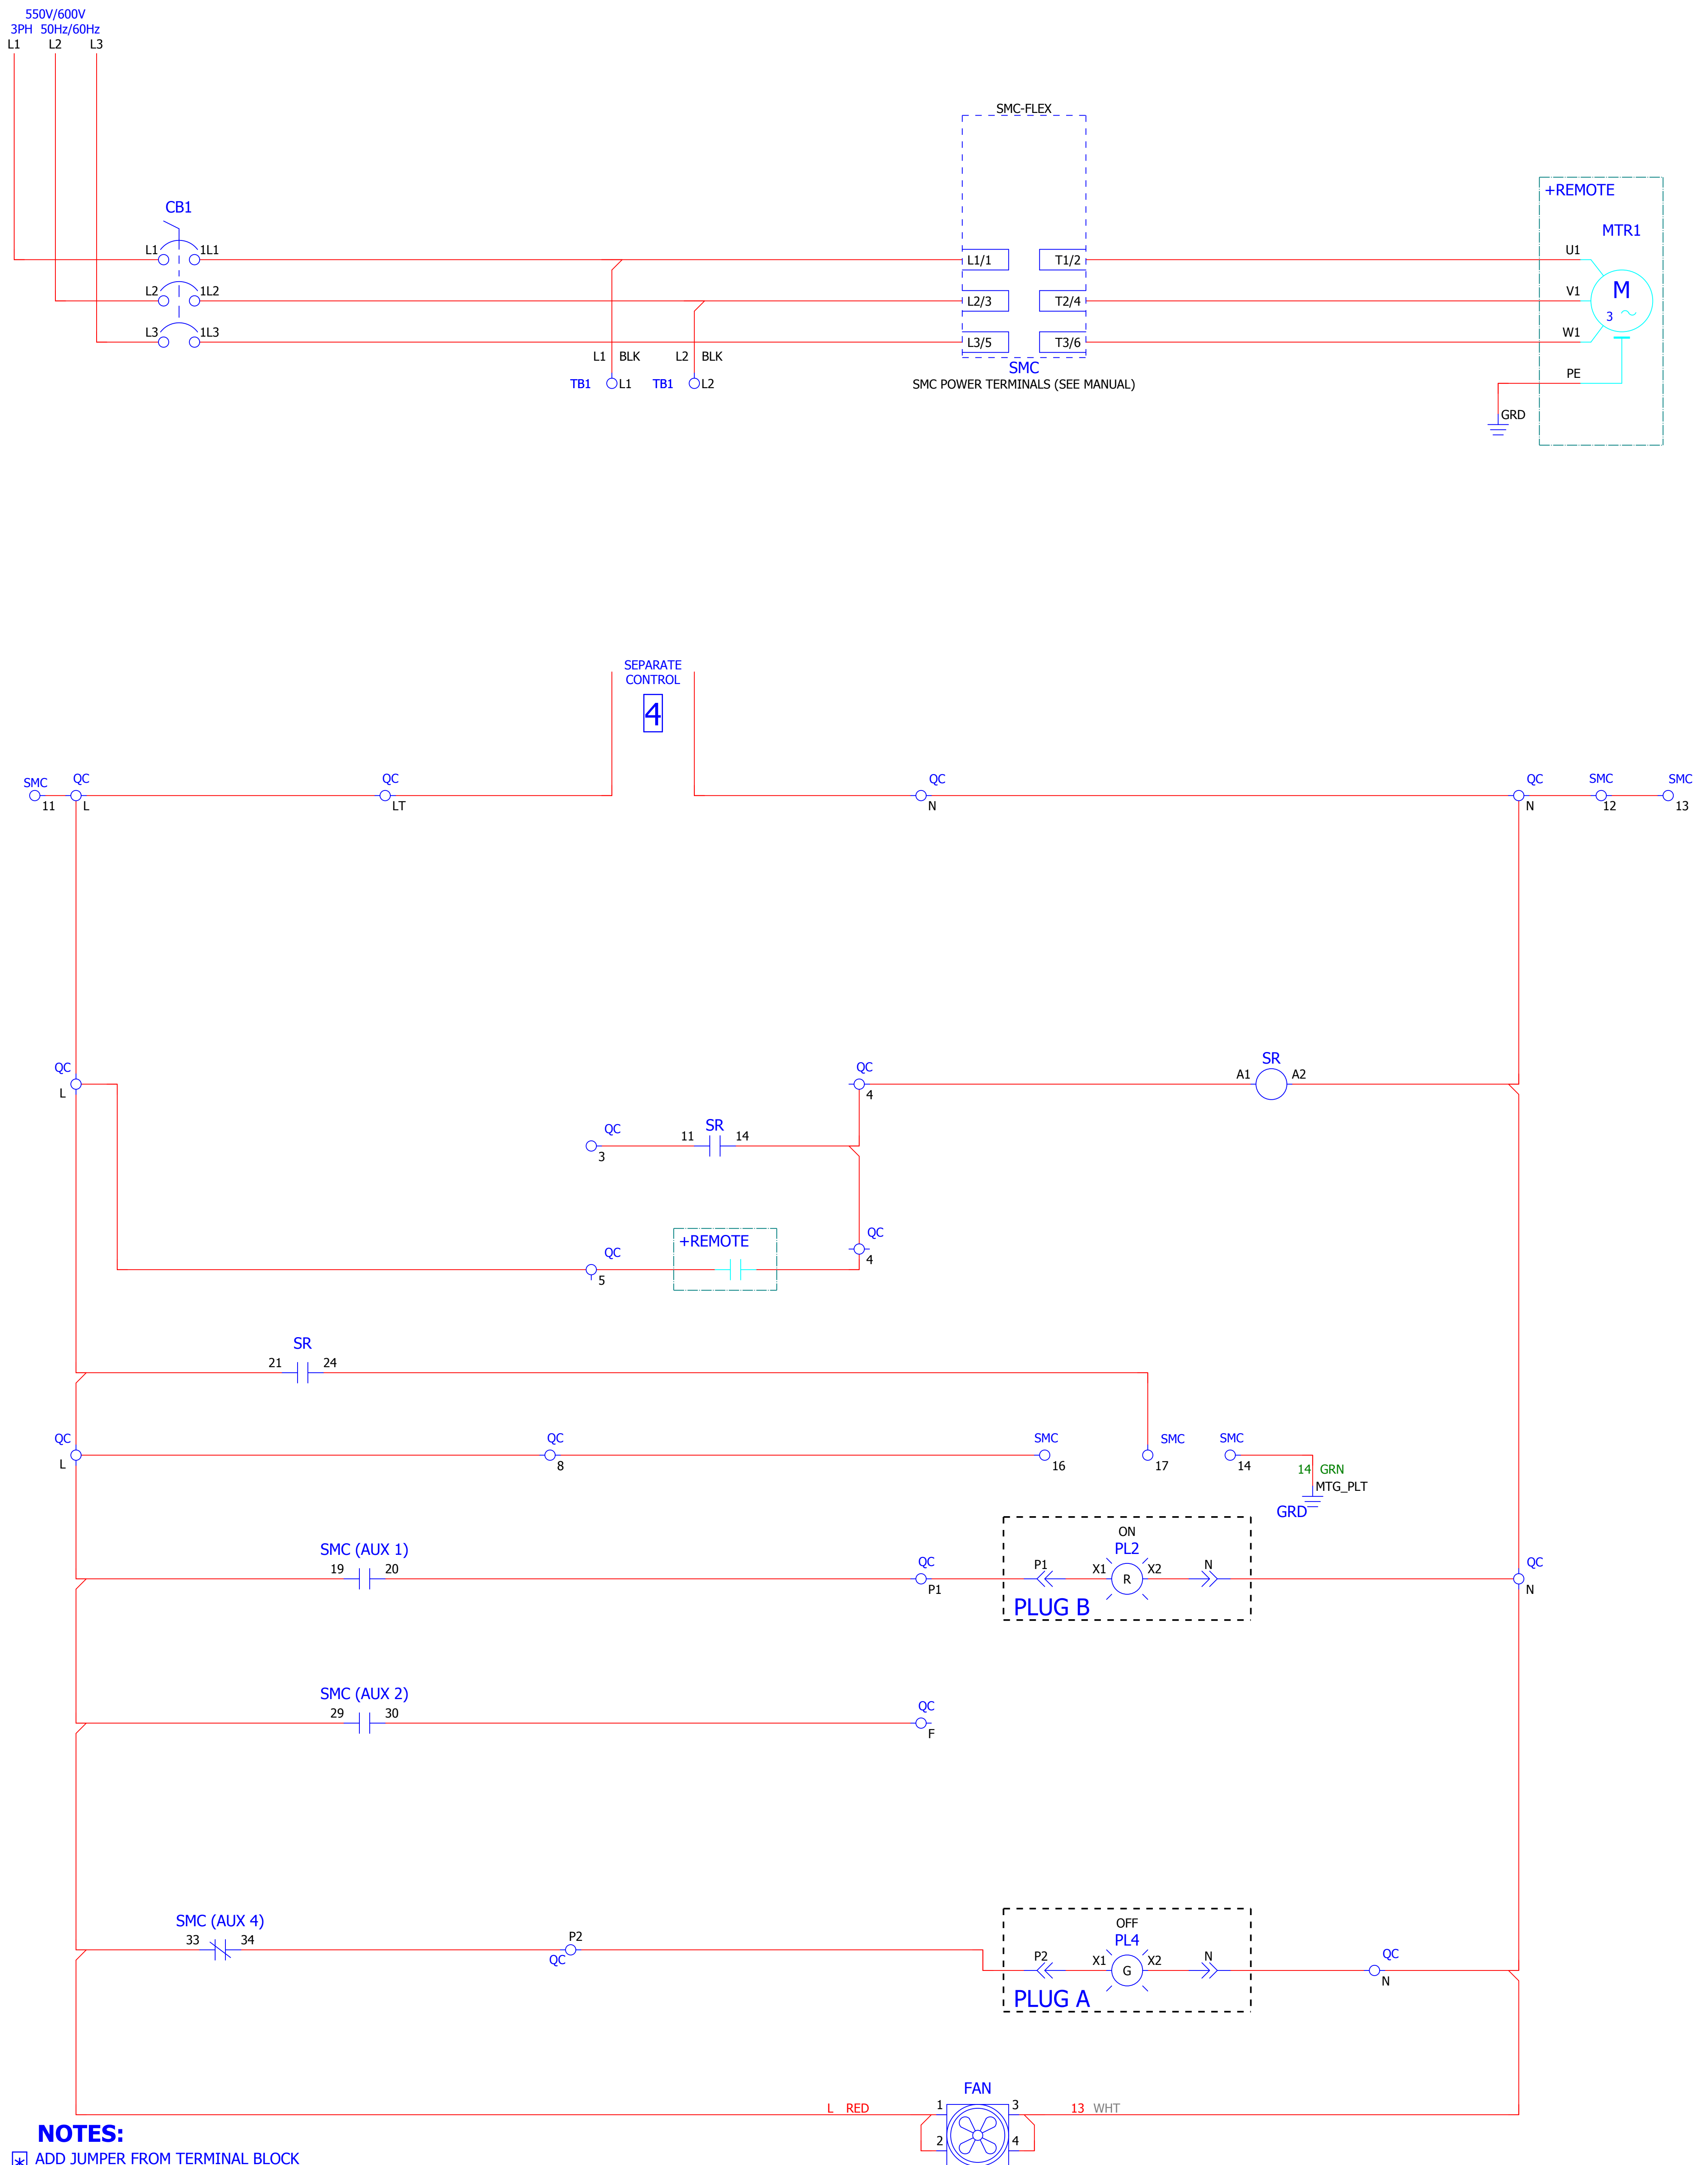 550V/600V
3PH 50Hz/60Hz
L1 L2 L3
SMC-FLEX
CB1
+REMOTE
MTR1
L1 1L1 L1/1 T1/2 U1
L2 1L2 L2/3 T2/4 V1 M
3
L3 1L3 L3/5 T3/6 W1
L1 BLK L2 BLK
SMC
TB1 L1 TB1 L2
SMC POWER TERMINALS (SEE MANUAL)
PE
GRD
SEPARATE
CONTROL
4
SMC QC QC QC QC SMC SMC
11 L LT N N 12 13
QC QC SR
A1 A2
L 4
QC SR
11 14
3
QC
+REMOTE
QC
4
5
SR
21 24
QC QC SMC SMC SMC
L 8 16 17 14
14 GRN
MTG_PLT
GRD
ON
PL2
SMC (AUX 1)
19 20
QC
P1 X1 X2 N
QC
R
P1 N
PLUG B
SMC (AUX 2)
29 30
QC
F
SMC (AUX 4)
33 34
P2
QC
OFF
PL4
P2 X1 X2 N
QC
G
N
PLUG A
FAN
L RED 1 3 13 WHT
2 4
NOTES:
* ADD JUMPER FROM TERMINAL BLOCK